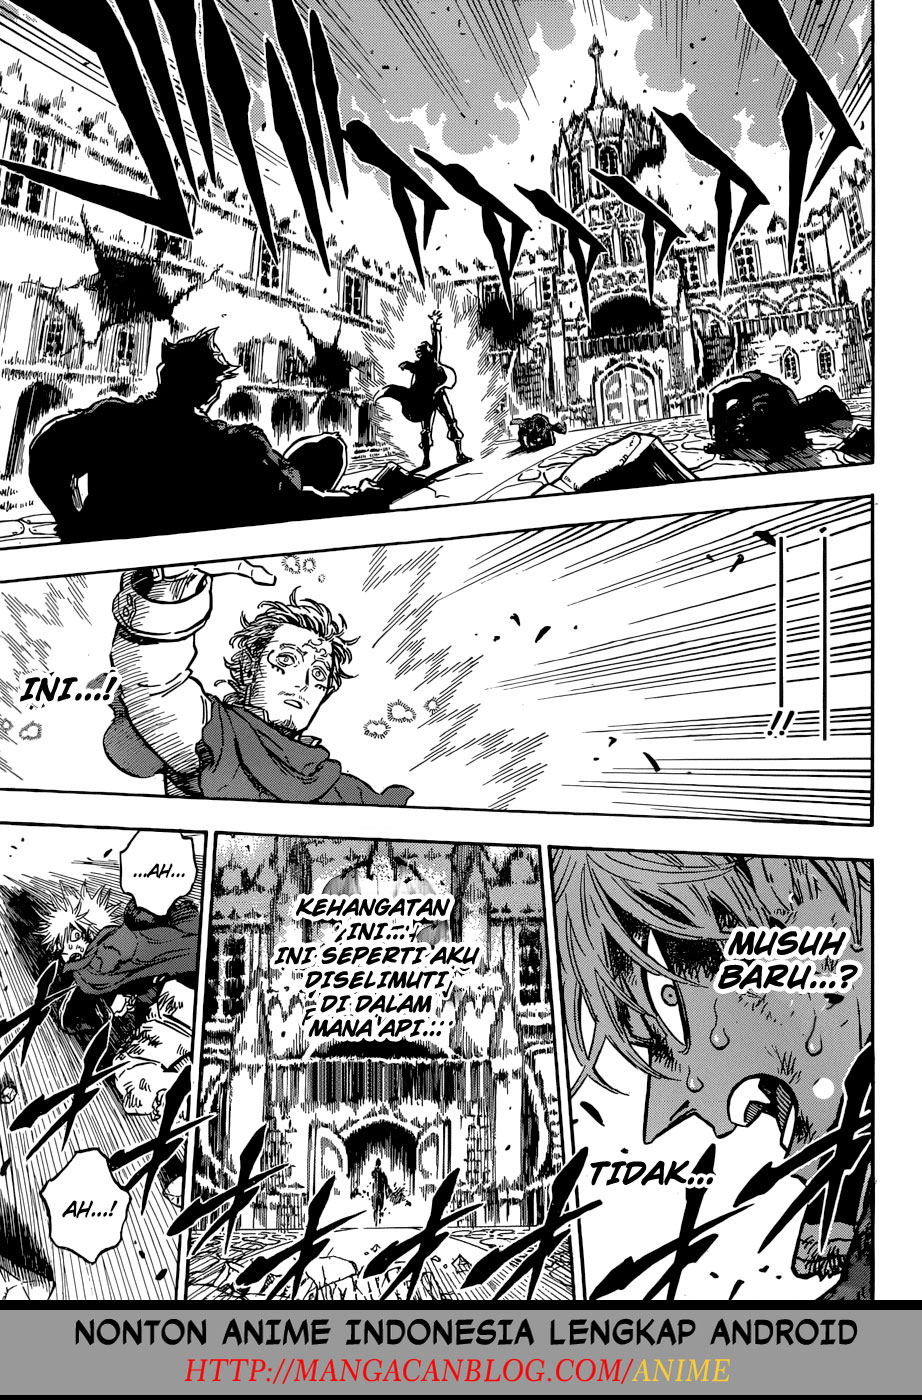 !!
INI...!
MUSUH
BARU...?
TIDAK...
KEHANGATAN
INI...
INI SEPERTI AKU
DISELIMUTI
DI DALAM
MANA API...
...AH...
AH...!
NONTON ANIME INDONESIA LENGKAP ANDROID
HTTP://MANGACANBLOG.COM/ANIME